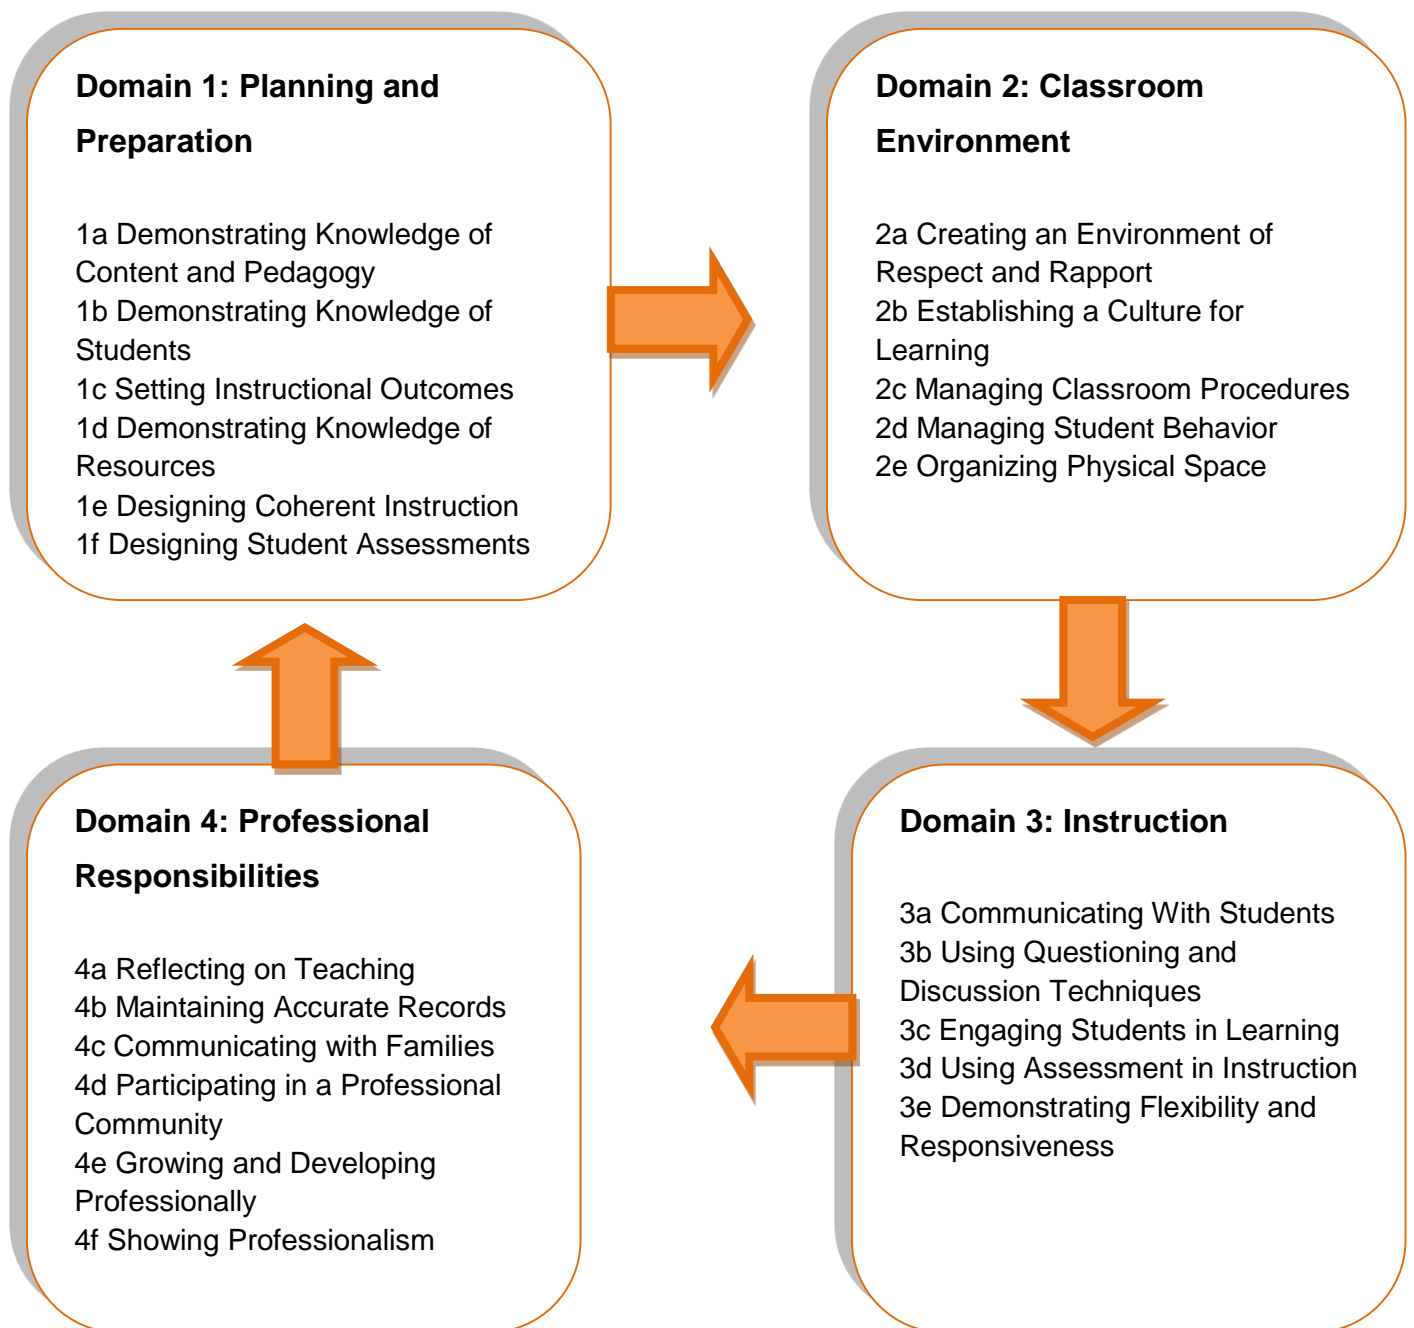 Domain 1: Planning and
Preparation
1a Demonstrating Knowledge of
Content and Pedagogy
1b Demonstrating Knowledge of
Students
1c Setting Instructional Outcomes
1d Demonstrating Knowledge of
Resources
1e Designing Coherent Instruction
1f Designing Student Assessments
Domain 2: Classroom
Environment
2a Creating an Environment of
Respect and Rapport
2b Establishing a Culture for
Learning
2c Managing Classroom Procedures
2d Managing Student Behavior
2e Organizing Physical Space
Domain 3: Instruction
3a Communicating With Students
3b Using Questioning and
Discussion Techniques
3c Engaging Students in Learning
3d Using Assessment in Instruction
3e Demonstrating Flexibility and
Responsiveness
Domain 4: Professional
Responsibilities
4a Reflecting on Teaching
4b Maintaining Accurate Records
4c Communicating with Families
4d Participating in a Professional
Community
4e Growing and Developing
Professionally
4f Showing Professionalism